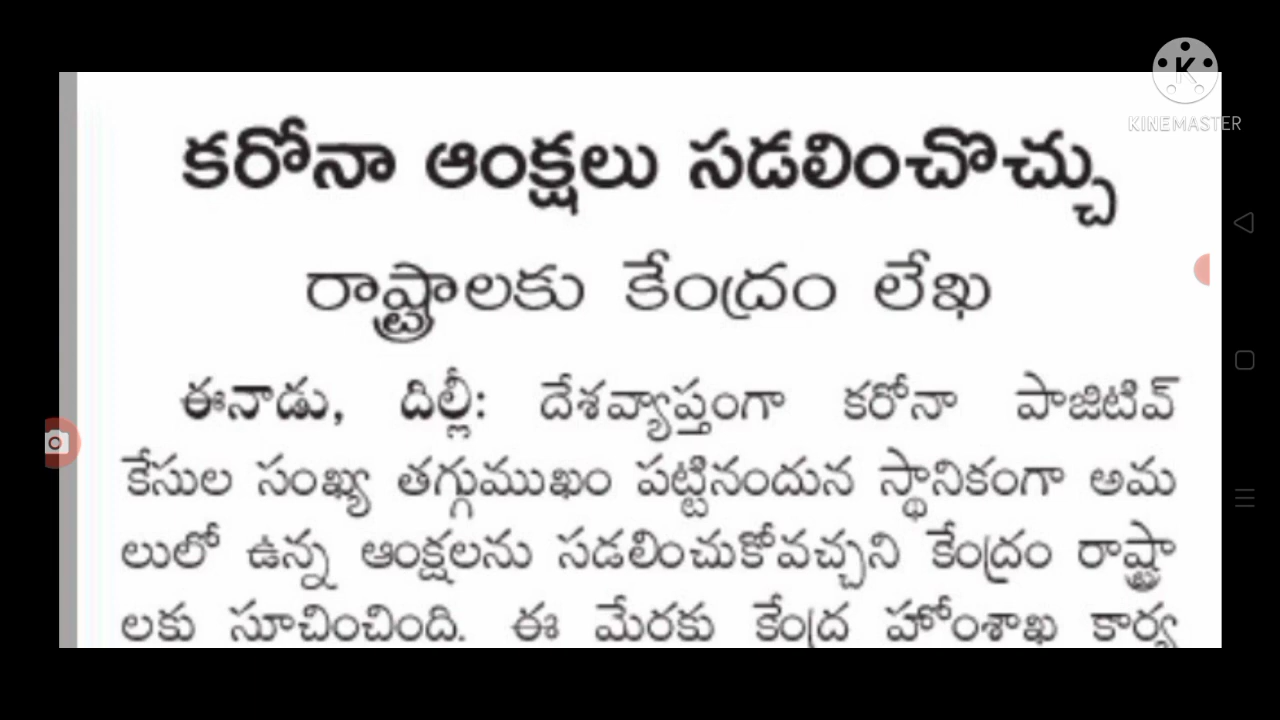 KINEMASTER
కరోనా ఆంక్షలు సడలించొచ్చు
రాష్ట్రాలకు కేంద్రం లేఖ
ఈనాడు, దిల్లీ: దేశవ్యాప్తంగా కరోనా పాజిటివ్
కేసుల సంఖ్య తగ్గుముఖం పట్టినందున స్థానికంగా అమ
లులో ఉన్న ఆంక్షలను సడలించుకోవచ్చని కేంద్రం రాష్ట్రా
లకు సూచించింది. ఈ మేరకు కేంద్ర హోంశాఖ కార్య